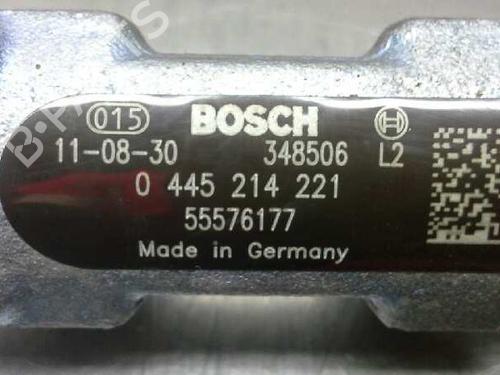 015 BOSCH
11-08-30 348506 L2
0 445 214 221
55576177
Made in Germany